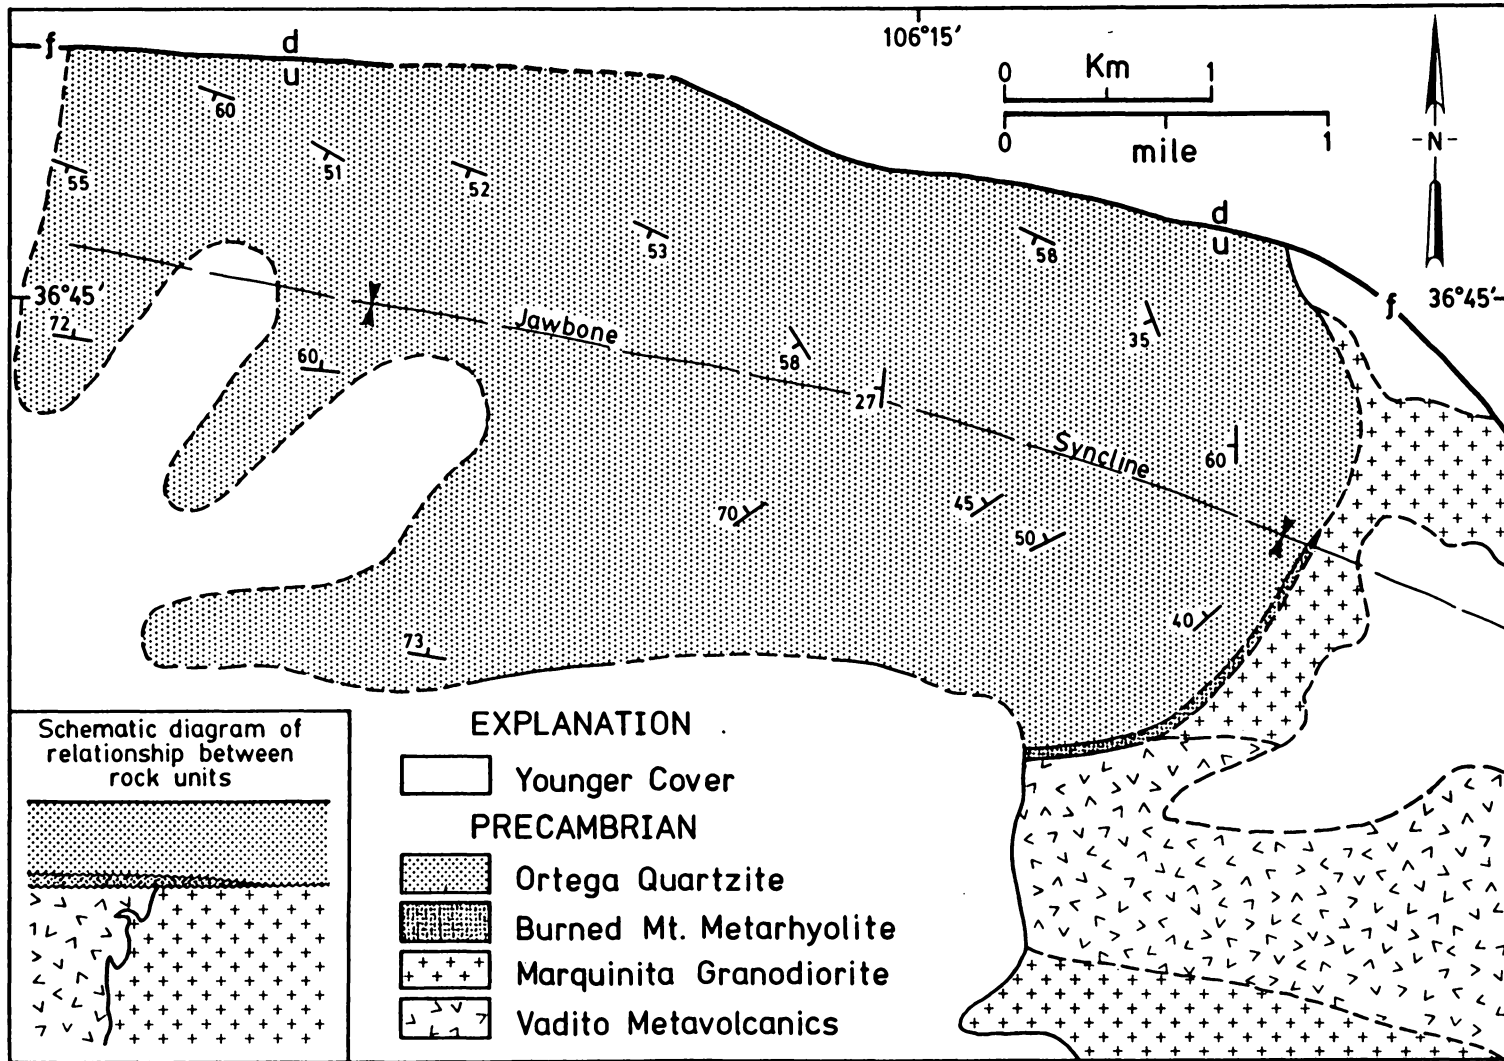 106°15′
f
d
u
0 Km 1
0 1
mile
-N-
60
55
51
52
53
58
d
u
36°45′
f
36°45′
72
60
Jawbone
58
35
27
Syncline
60
70
45
50
40
73
Schematic diagram of
relationship between
rock units
EXPLANATION
Younger Cover
PRECAMBRIAN
Ortega Quartzite
Burned Mt. Metarhyolite
Marquinita Granodiorite
Vadito Metavolcanics